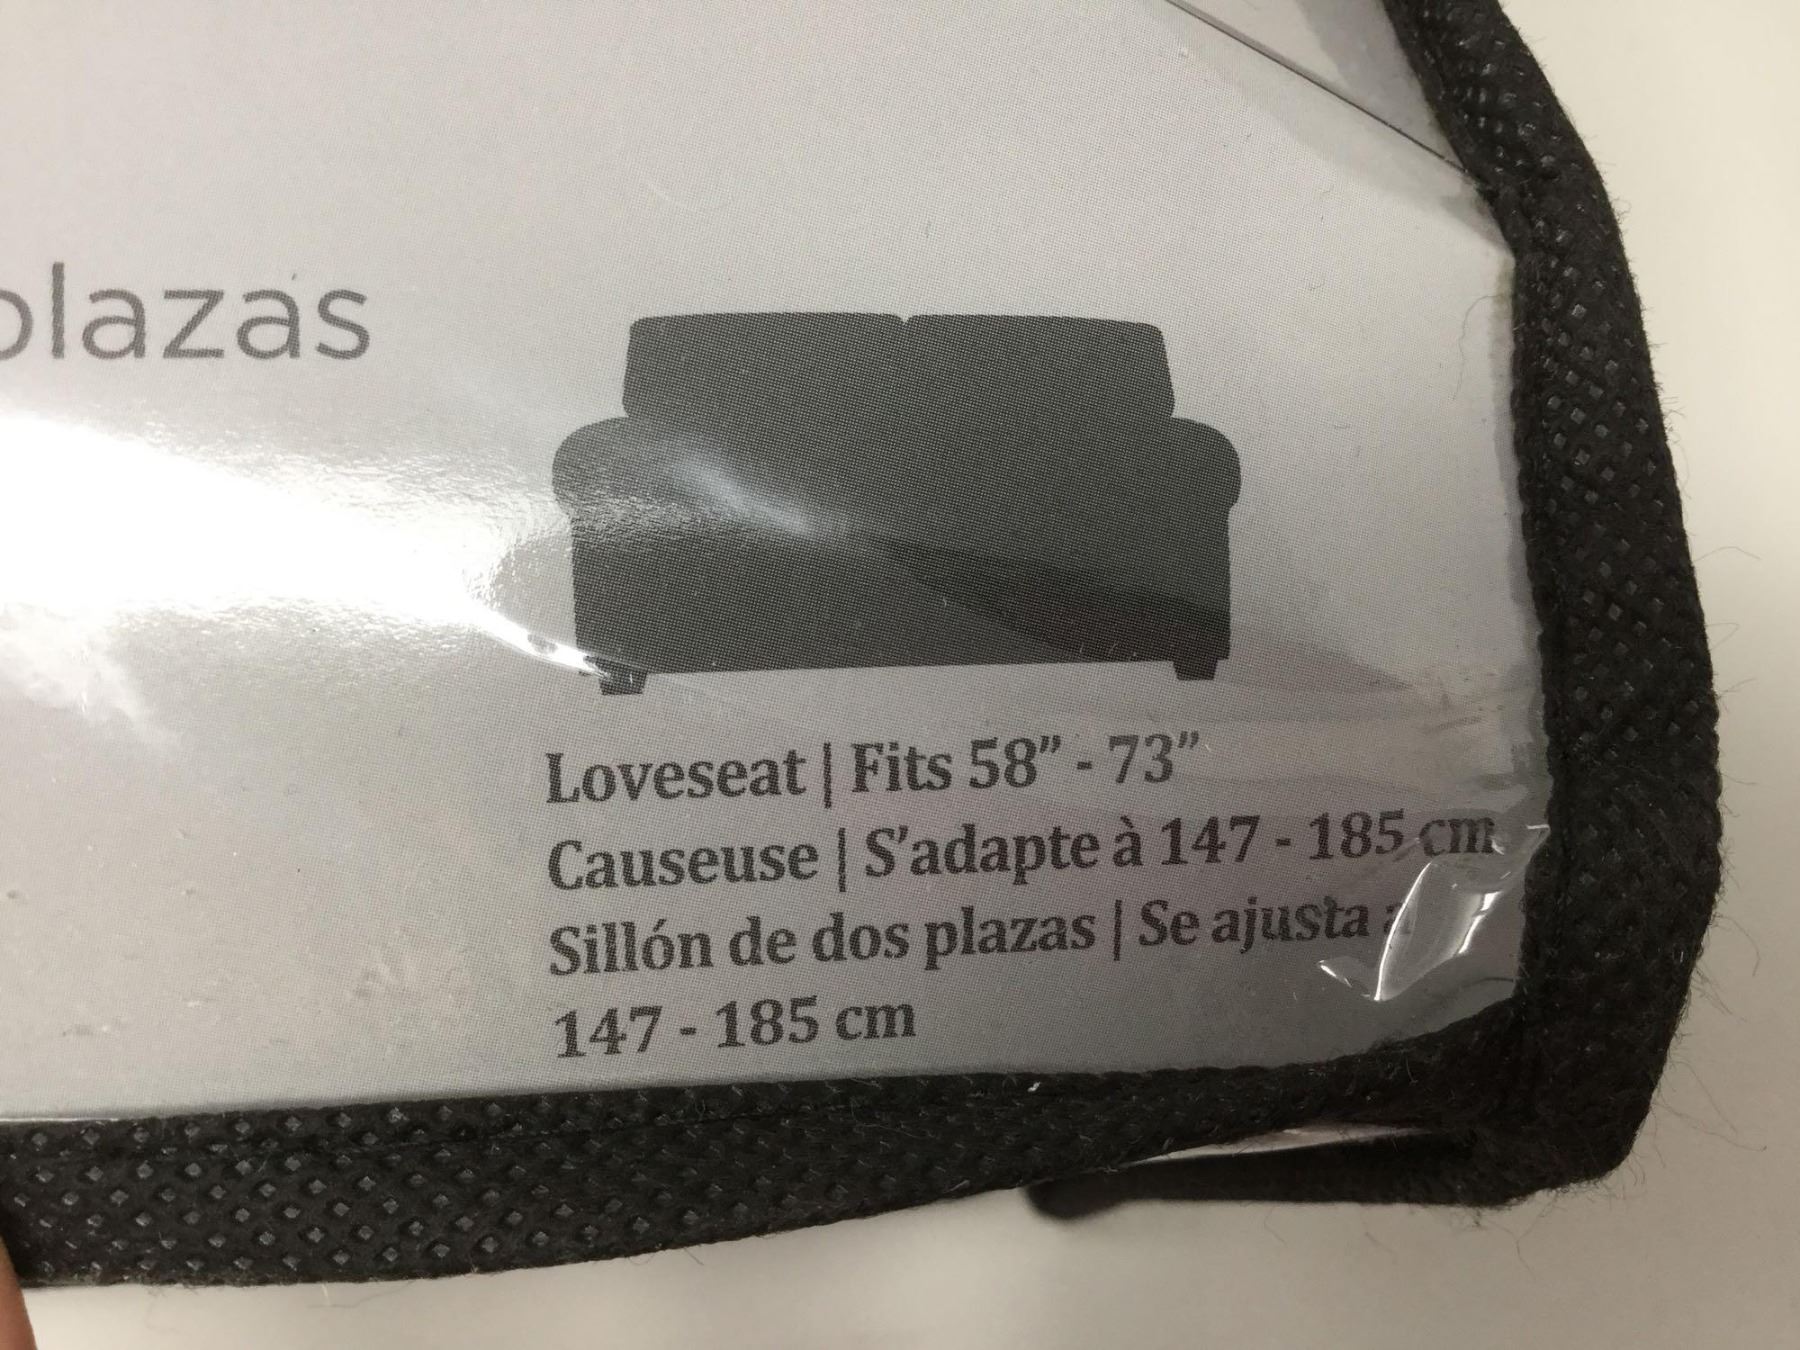 plazas
Loveseat | Fits 58” - 73”
Causeuse | S’adapte à 147 - 185 cm
Sillón de dos plazas | Se ajusta a
147 - 185 cm